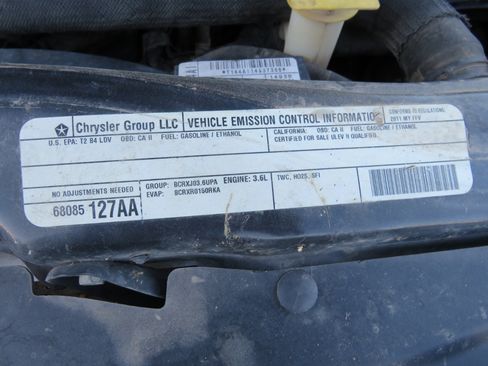 Chrysler Group LLC VEHICLE EMISSION CONTROL INFORMATION CONFORMS TO REGULATIONS:
2011 MY FFV
U.S. EPA: T2 B4 LDV OBD: CA II FUEL: GASOLINE / ETHANOL
CALIFORNIA: OBD: CA II FUEL: GASOLINE / ETHANOL
CERTIFIED FOR SALE ULEV II QUALIFIED.
NO ADJUSTMENTS NEEDED
68085 127AA
GROUP: BCRXJ03.6UPA ENGINE: 3.6L
EVAP: BCRXR0150RKA
TWC, HO2S, SFI